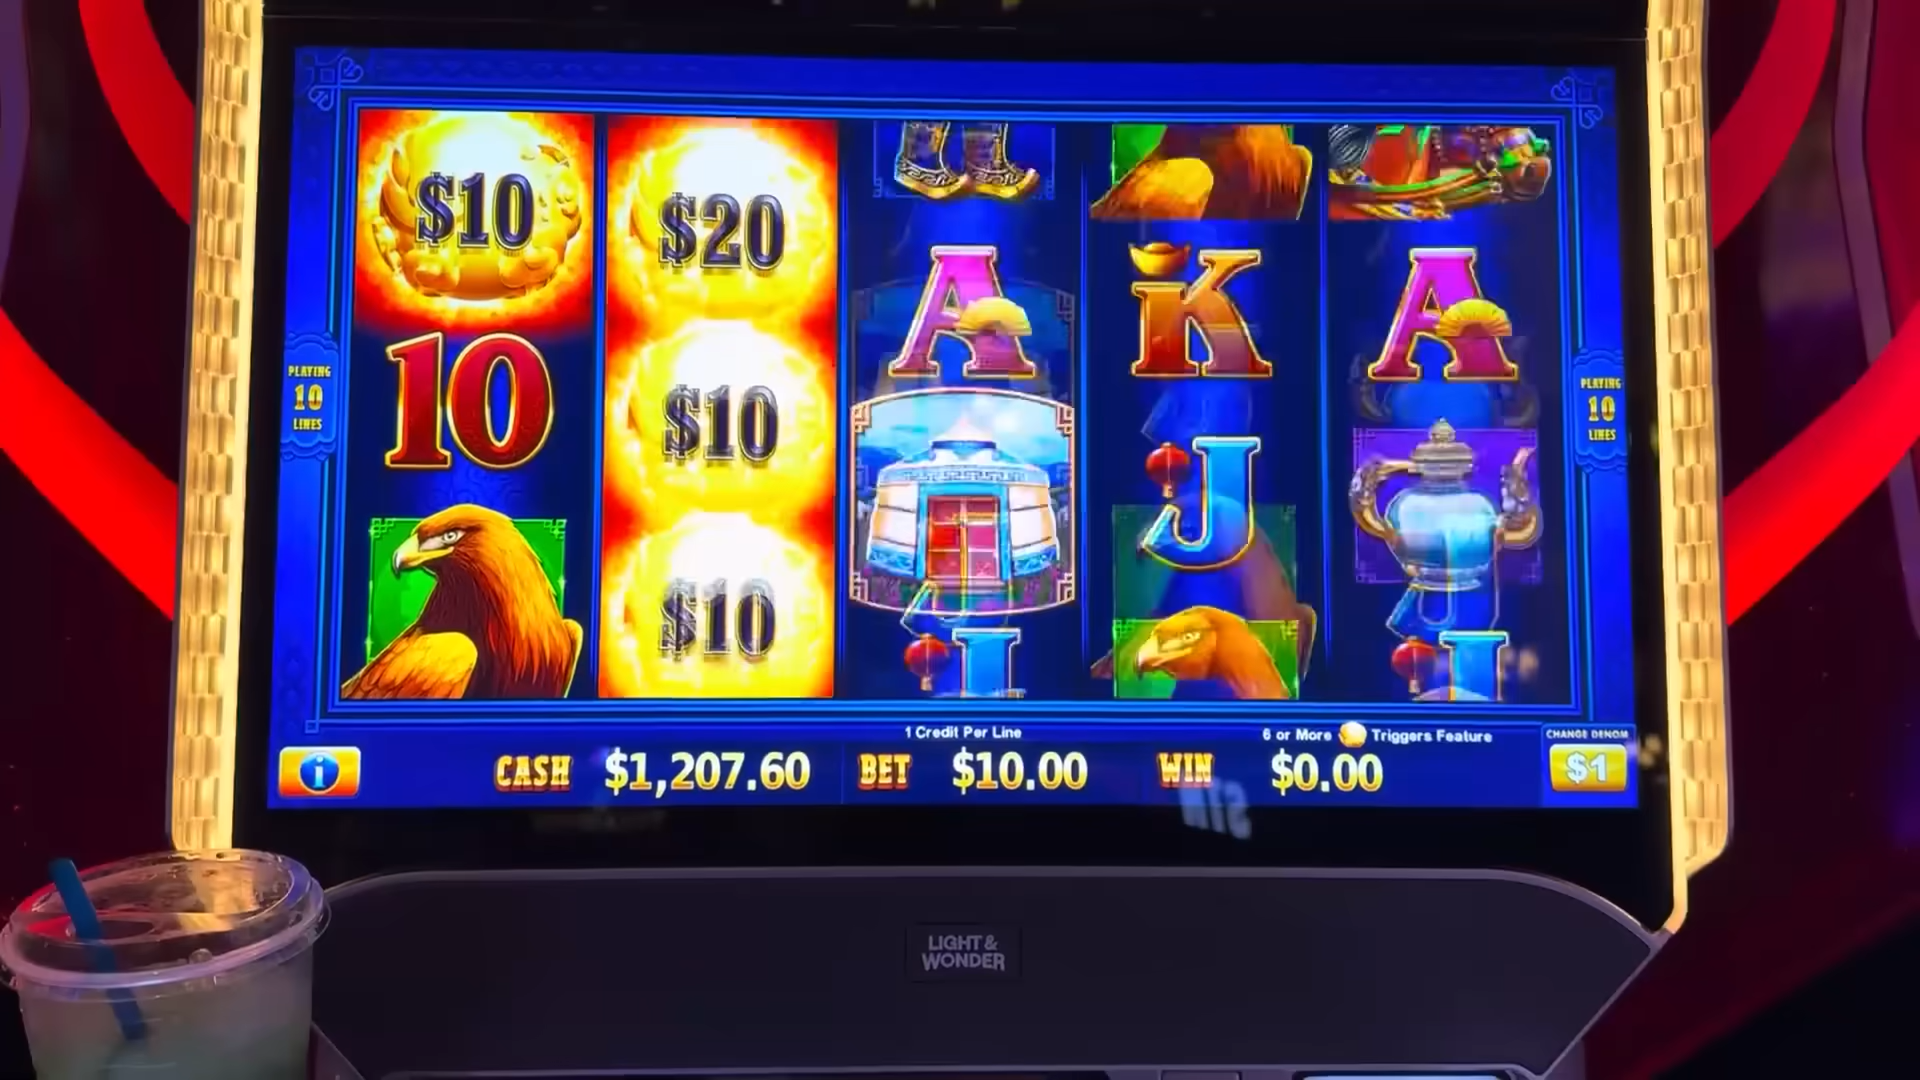 $10
$20
A
K
A
10
$10
J
$10
J
J
PLAYING
10
LINES
PLAYING
10
LINES
1 Credit Per Line
6 or More Triggers Feature
CHANGE DENOM
$1
CASH $1,207.60
BET $10.00
WIN $0.00
i
LIGHT &
WONDER